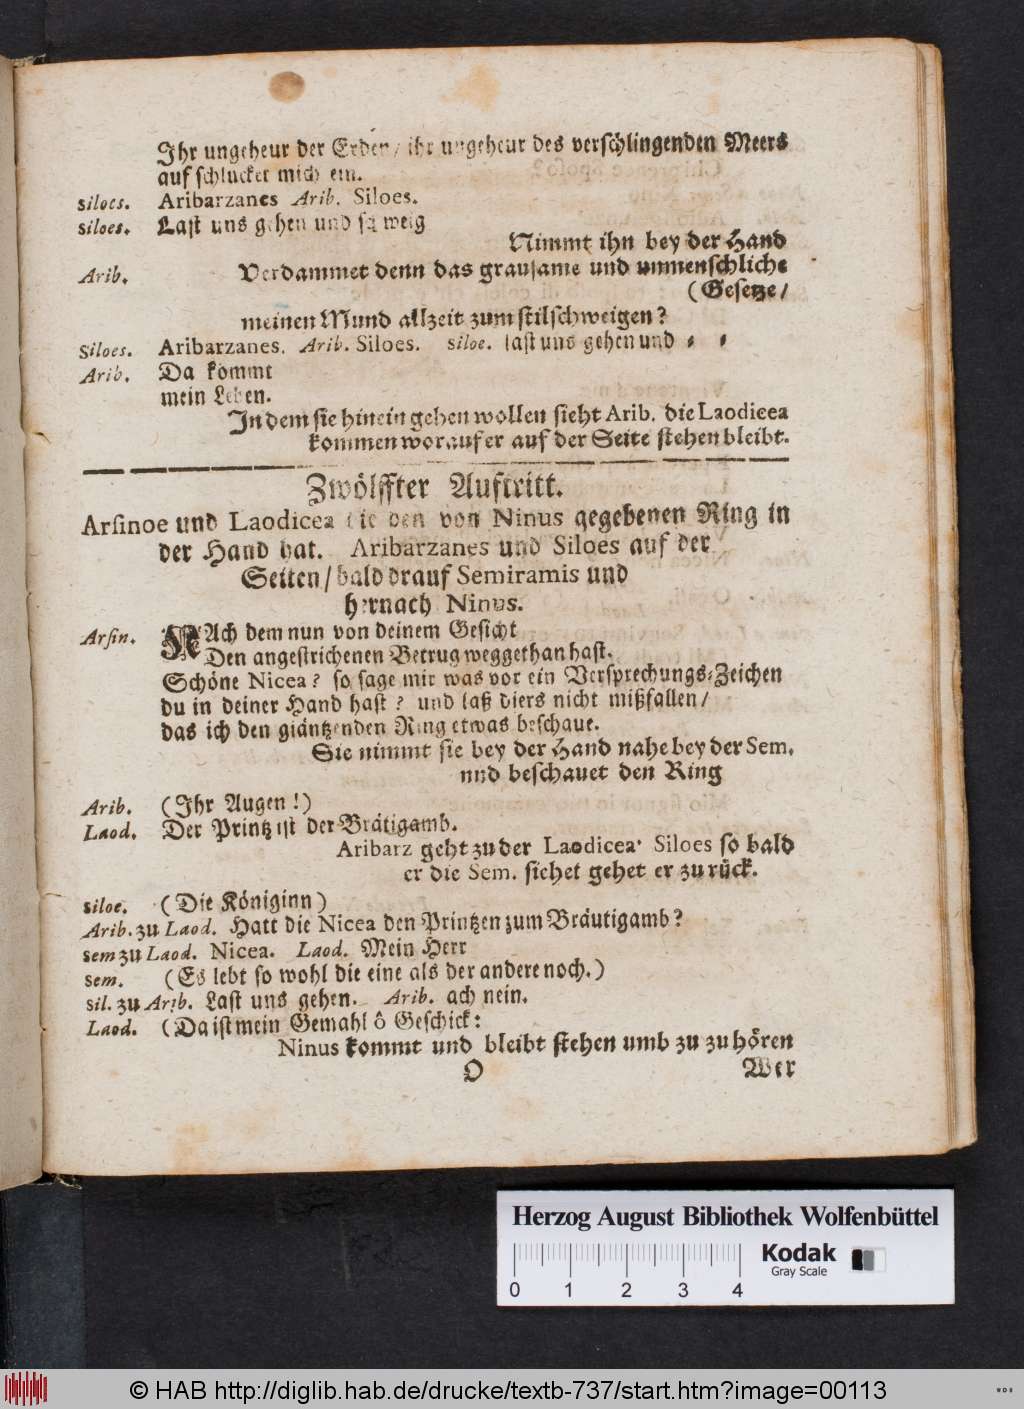 Ihr ungeheur der Erden / ihr ungeheur des verschlingenden Meers
auf schlucket mich ein.
siloes. Aribarzanes Arib. Siloes.
siloes. Last uns gehen und schweig
Nimmt ihn bey der Hand
Arib. Verdammet denn das grausame und unmenschliche
(Gesetze /
meinen Mund allzeit zum stilschweigen?
Siloes. Aribarzanes. Arib. Siloes. siloe. last uns gehen und = =
Arib. Da kommt
mein Leben.
In dem sie hinein gehen wollen sieht Arib. die Laodicea
kommen worauf er auf der Seite stehen bleibt.
Zwölffter Auftritt.
Arsinoe und Laodicea die den von Ninus gegebenen Ring in
der Hand hat. Aribarzanes und Siloes auf der
Seiten / bald drauf Semiramis und
hernach Ninus.
Arsin. NAch dem nun von deinem Gesicht
Den angestrichenen Betrug weggethan hast.
Schöne Nicea? so sage mir was vor ein Versprechungs-Zeichen
du in deiner Hand hast? und laß diers nicht mißfallen /
das ich den gläntzenden Ring etwas beschaue.
Sie nimmt sie bey der Hand nahe bey der Sem.
und beschauet den Ring
Arib. (Ihr Augen!)
Laod. Der Printz ist der Brätigamb.
Aribarz geht zu der Laodicea. Siloes so bald
er die Sem. sichet gehet er zu rück.
siloe. (Die Königinn)
Arib. zu Laod. Hatt die Nicea den Printzen zum Bräutigamb?
sem zu Laod. Nicea. Laod. Mein Herr
sem. (Es lebt so wohl die eine als der andere noch.)
sil. zu Arib. Last uns gehen. Arib. ach nein.
Laod. (Da ist mein Gemahl ô Geschick:
Ninus kommt und bleibt stehen umb zu zu hören
O Wer
Herzog August Bibliothek Wolfenbüttel
Kodak
Gray Scale
0 1 2 3 4
© HAB http://diglib.hab.de/drucke/textb-737/start.htm?image=00113